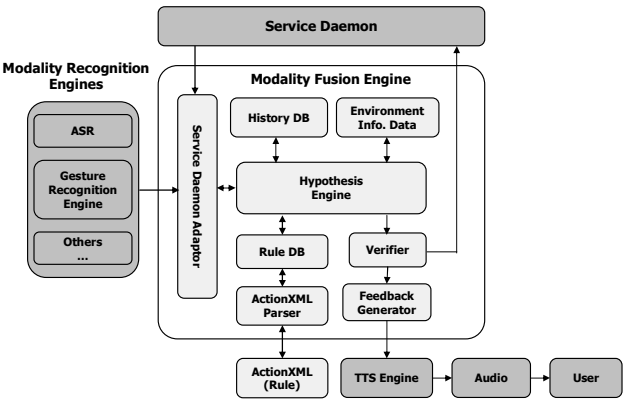 Service Daemon
Modality Recognition
Engines
ASR
Gesture
Recognition
Engine
Others
...
Modality Fusion Engine
Service Daemon Adaptor
History DB
Environment
Info. Data
Hypothesis
Engine
Rule DB
Verifier
ActionXML
Parser
Feedback
Generator
ActionXML
(Rule)
TTS Engine
Audio
User